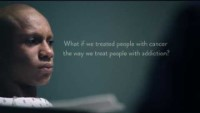 What if we treated people with cancer
the way we treat people with addiction?